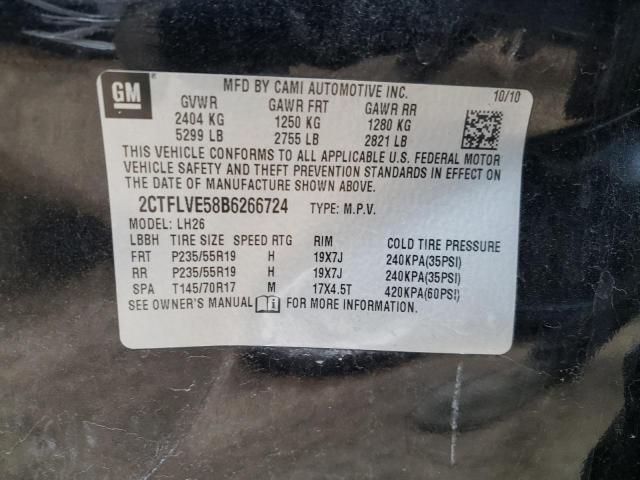 GM
MFD BY CAMI AUTOMOTIVE INC. 10/10
GVWR GAWR FRT GAWR RR
2404 KG 1250 KG 1280 KG
5299 LB 2755 LB 2821 LB
THIS VEHICLE CONFORMS TO ALL APPLICABLE U.S. FEDERAL MOTOR
VEHICLE SAFETY AND THEFT PREVENTION STANDARDS IN EFFECT ON
THE DATE OF MANUFACTURE SHOWN ABOVE.
2CTFLVE58B6266724 TYPE: M.P.V.
MODEL: LH26
LBBH TIRE SIZE SPEED RTG RIM COLD TIRE PRESSURE
FRT P235/55R19 H 19X7J 240KPA(35PSI)
RR P235/55R19 H 19X7J 240KPA(35PSI)
SPA T145/70R17 M 17X4.5T 420KPA(60PSI)
SEE OWNER'S MANUAL FOR MORE INFORMATION.